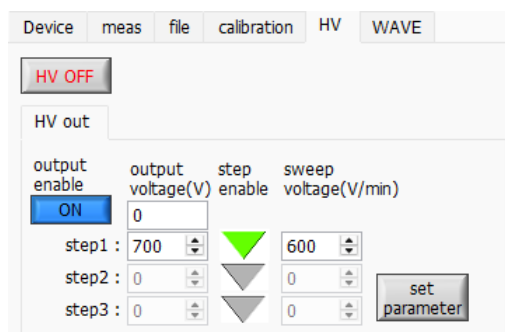 Device meas file calibration HV WAVE
HV OFF
HV out
output enable output voltage(V) step enable sweep voltage(V/min)
ON 0
step1 : 700 600
step2 : 0 0
step3 : 0 0
set parameter